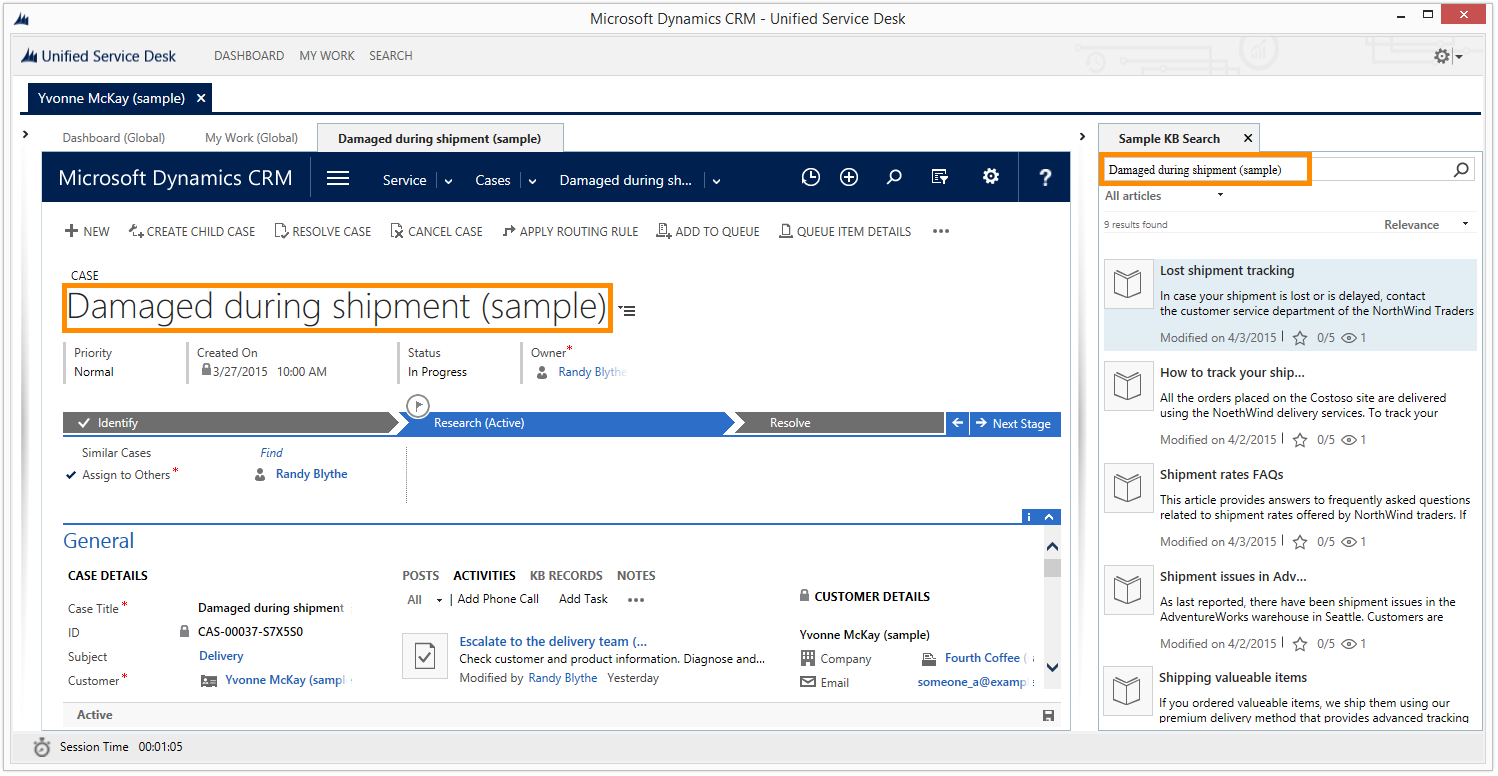 Microsoft Dynamics CRM - Unified Service Desk
Unified Service Desk DASHBOARD MY WORK SEARCH
Yvonne McKay (sample)
Dashboard (Global) My Work (Global) Damaged during shipment (sample)
Microsoft Dynamics CRM Service Cases Damaged during sh... ?
+ NEW CREATE CHILD CASE RESOLVE CASE CANCEL CASE APPLY ROUTING RULE ADD TO QUEUE QUEUE ITEM DETAILS ...
CASE
Damaged during shipment (sample)
Priority Created On Status Owner*
Normal 3/27/2015 10:00 AM In Progress Randy Blythe
Identify Research (Active) Resolve Next Stage
Similar Cases Find
Assign to Others* Randy Blythe
General
CASE DETAILS
Case Title* Damaged during shipment
ID CAS-00037-S7X5S0
Subject Delivery
Customer* Yvonne McKay (sampl
POSTS ACTIVITIES KB RECORDS NOTES
All | Add Phone Call Add Task ...
Escalate to the delivery team (...
Check customer and product information. Diagnose and...
Modified by Randy Blythe Yesterday
CUSTOMER DETAILS
Yvonne McKay (sample)
Company Fourth Coffee (
Email someone_a@examp
Active
Session Time 00:01:05
Sample KB Search
Damaged during shipment (sample)
All articles
9 results found Relevance
Lost shipment tracking
In case your shipment is lost or is delayed, contact
the customer service department of the NorthWind Traders
Modified on 4/3/2015 | 0/5 1
How to track your ship...
All the orders placed on the Costoso site are delivered
using the NoethWind delivery services. To track your
Modified on 4/2/2015 | 0/5 1
Shipment rates FAQs
This article provides answers to frequently asked questions
related to shipment rates offered by NorthWind traders. If
Modified on 4/3/2015 | 0/5 1
Shipment issues in Adv...
As last reported, there have been shipment issues in the
AdventureWorks warehouse in Seattle. Customers are
Modified on 4/2/2015 | 0/5 1
Shipping valueable items
If you ordered valueable items, we ship them using our
premium delivery method that provides advanced tracking